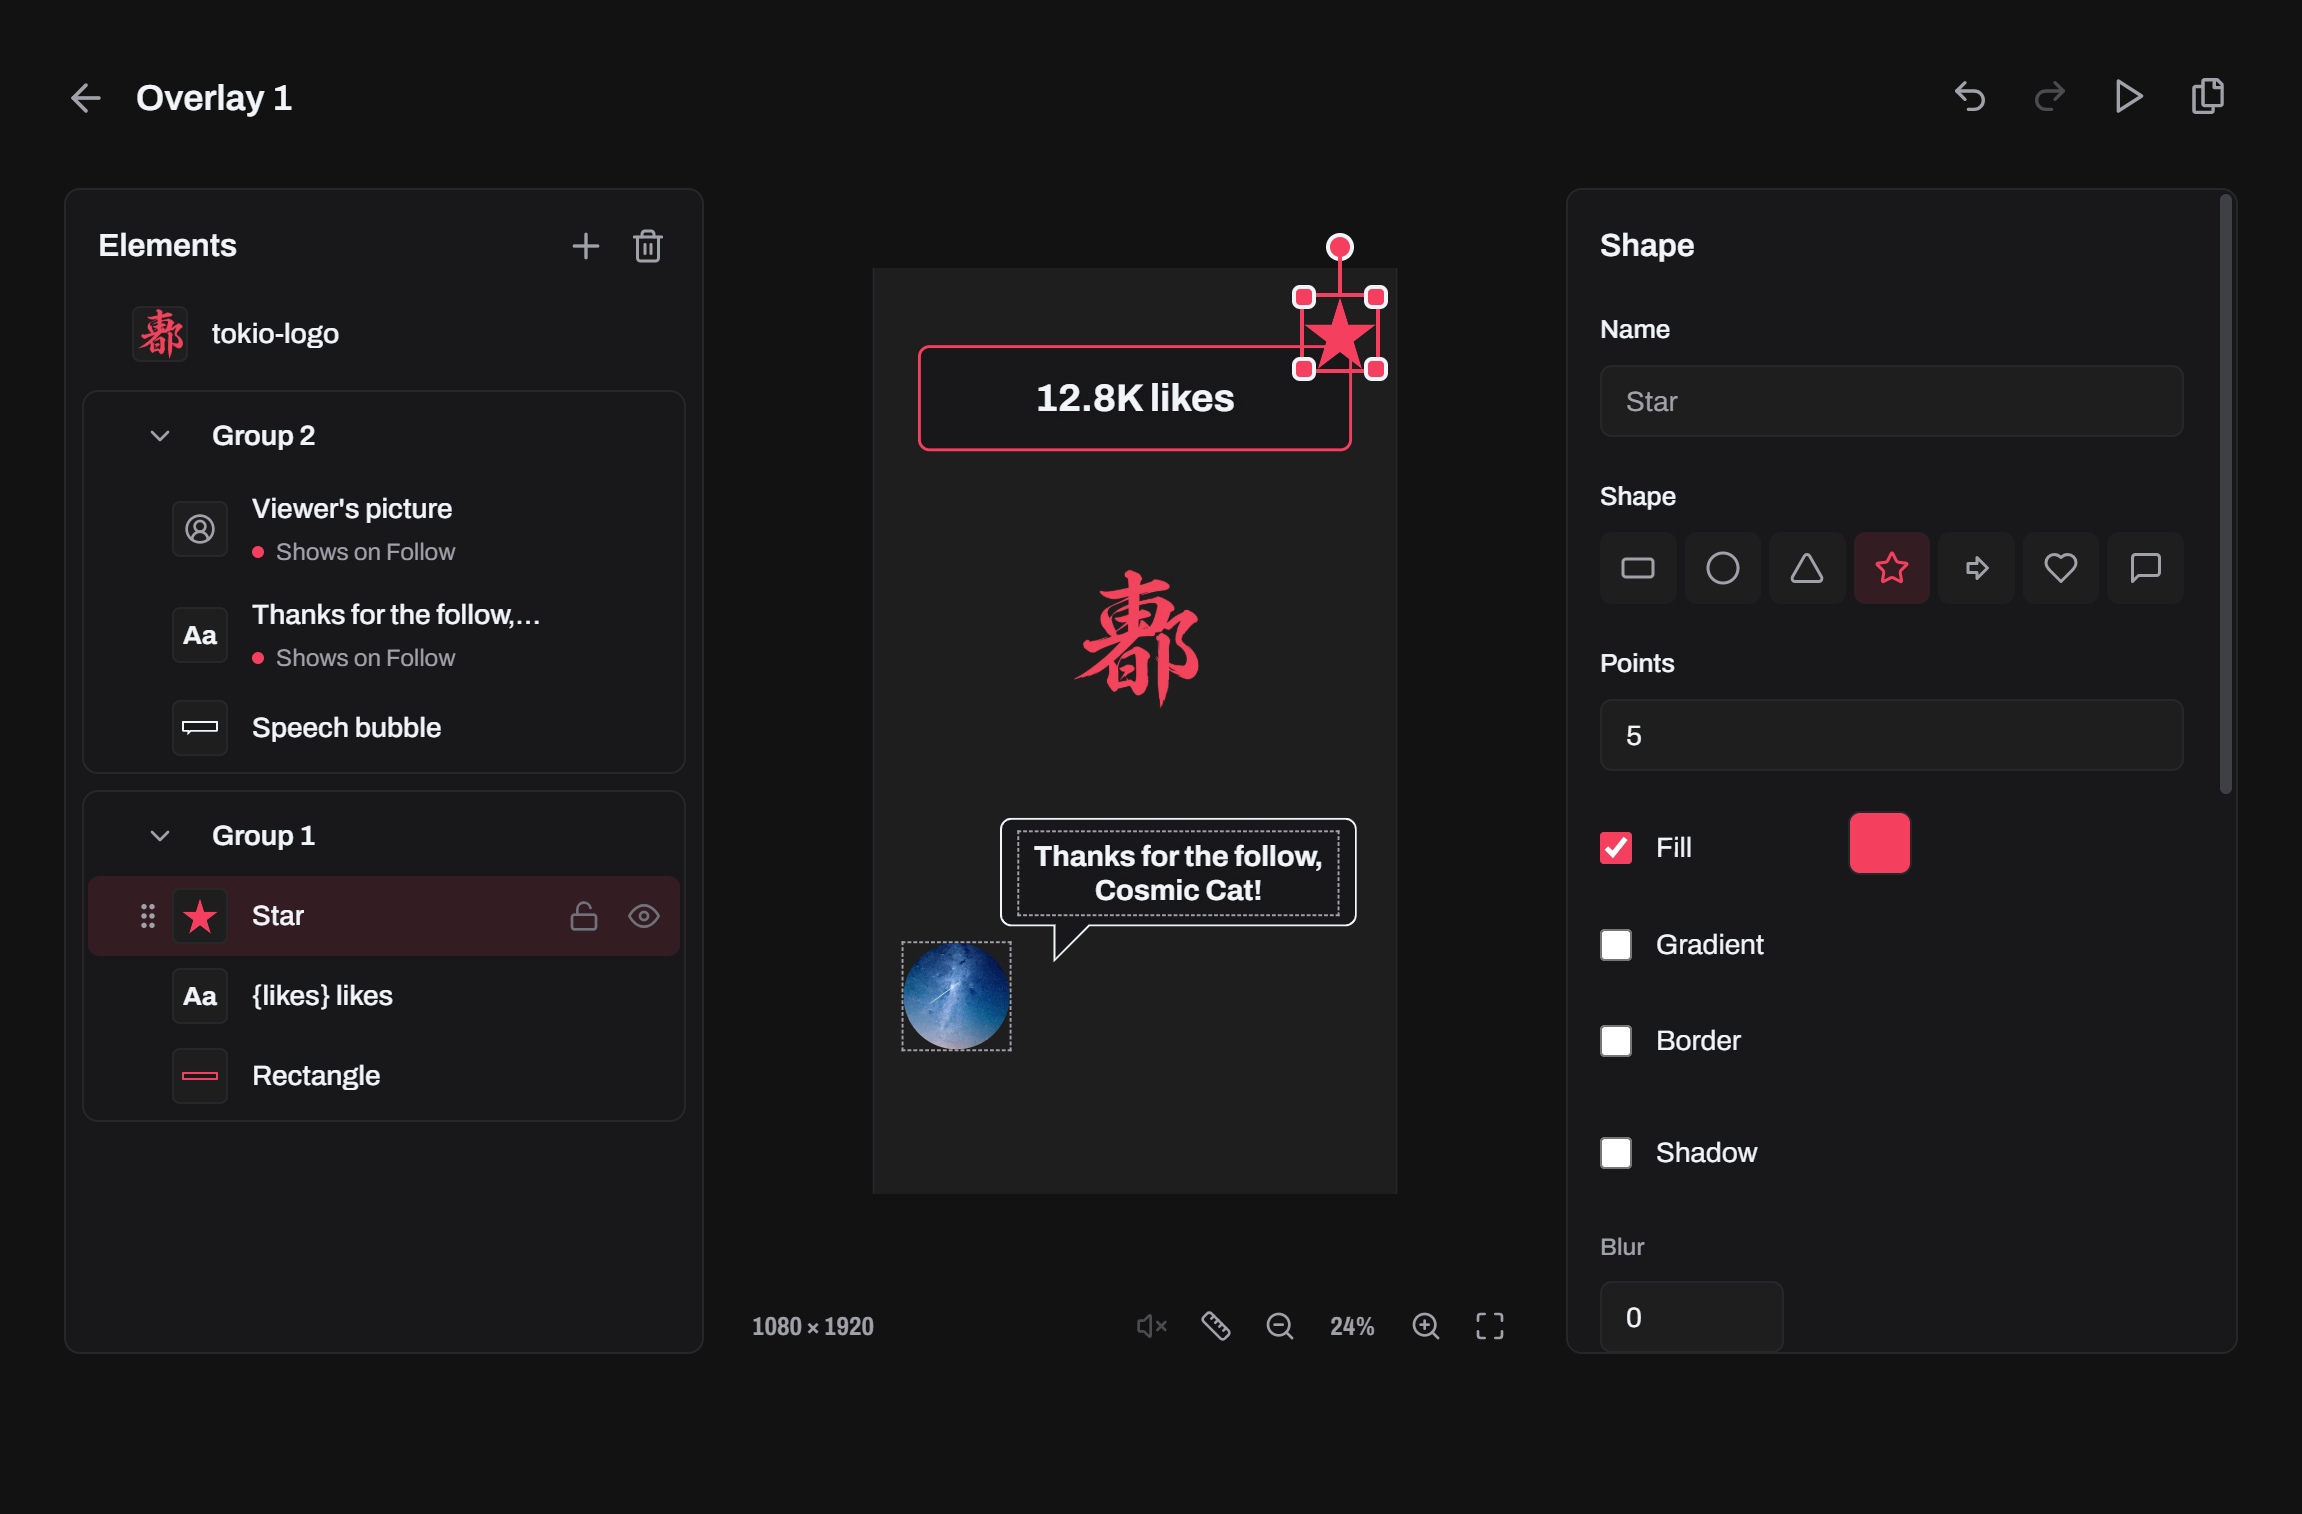 Overlay 1
Elements
tokio-logo
Group 2
Viewer's picture
Shows on Follow
Aa
Thanks for the follow,...
Shows on Follow
Speech bubble
Group 1
Star
Aa
{likes} likes
Rectangle
12.8K likes
Thanks for the follow,
Cosmic Cat!
1080 × 1920
24%
Shape
Name
Star
Shape
Points
5
Fill
Gradient
Border
Shadow
Blur
0